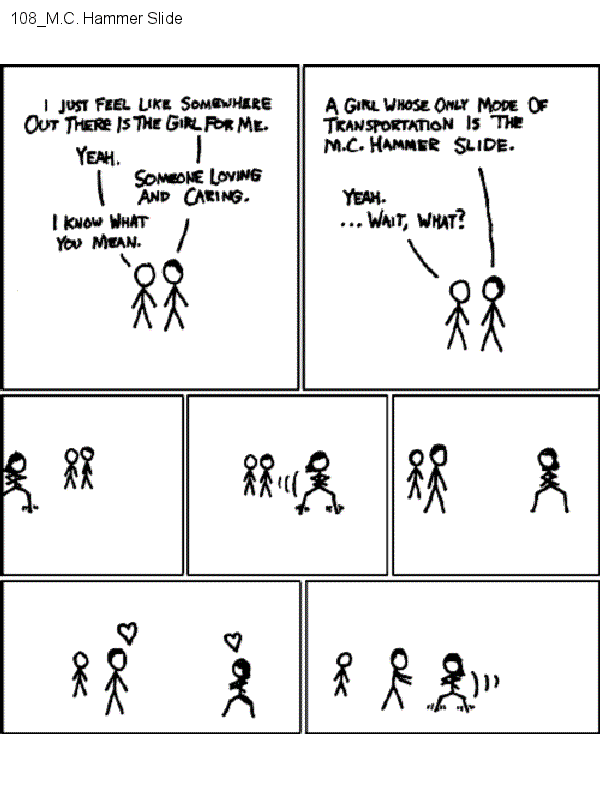 108_M.C. Hammer Slide
I JUST FEEL LIKE SOMEWHERE
OUT THERE IS THE GIRL FOR ME.
YEAH.
SOMEONE LOVING
AND CARING.
I KNOW WHAT
YOU MEAN.
A GIRL WHOSE ONLY MODE OF
TRANSPORTATION IS THE
M.C. HAMMER SLIDE.
YEAH.
... WAIT, WHAT?